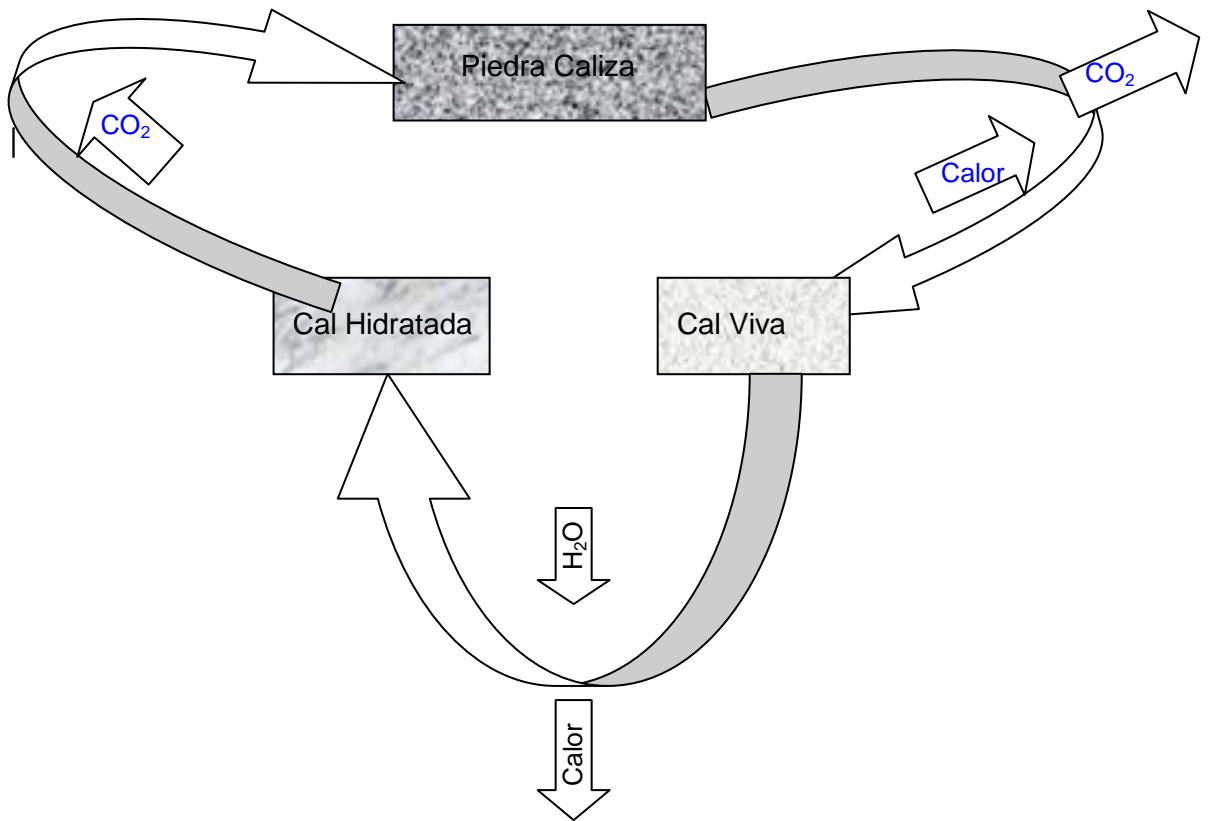 Piedra Caliza
CO₂
CO₂
Calor
Cal Hidratada
Cal Viva
H₂O
Calor